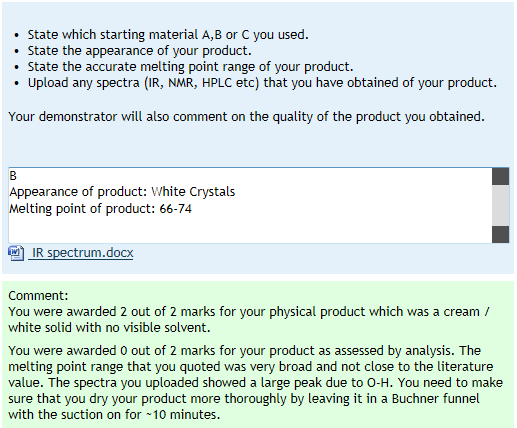 State which starting material A,B or C you used.
State the appearance of your product.
State the accurate melting point range of your product.
Upload any spectra (IR, NMR, HPLC etc) that you have obtained of your product.
Your demonstrator will also comment on the quality of the product you obtained.
B
Appearance of product: White Crystals
Melting point of product: 66-74
IR spectrum.docx
Comment:
You were awarded 2 out of 2 marks for your physical product which was a cream /
white solid with no visible solvent.
You were awarded 0 out of 2 marks for your product as assessed by analysis. The
melting point range that you quoted was very broad and not close to the literature
value. The spectra you uploaded showed a large peak due to O-H. You need to make
sure that you dry your product more thoroughly by leaving it in a Buchner funnel
with the suction on for ~10 minutes.